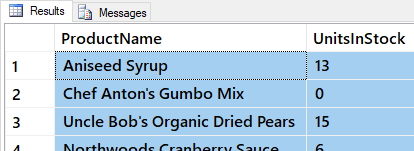 Results Messages
ProductName UnitsInStock
1 Aniseed Syrup 13
2 Chef Anton's Gumbo Mix 0
3 Uncle Bob's Organic Dried Pears 15
4 Northwoods Cranberry Sauce 6